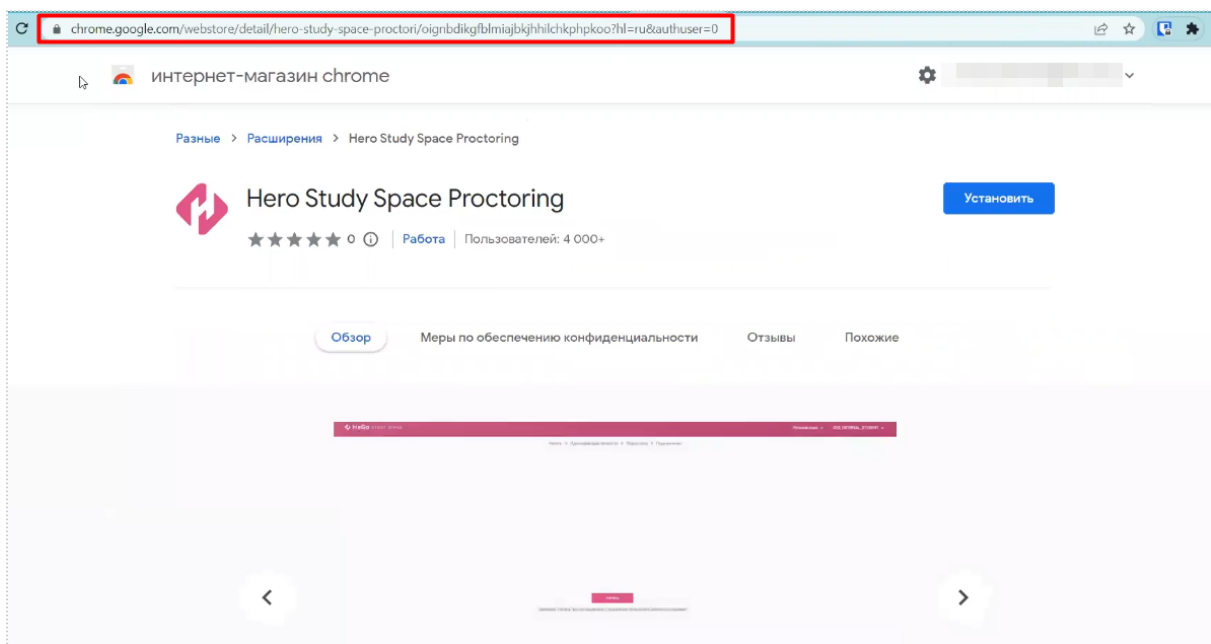 chrome.google.com/webstore/detail/hero-study-space-proctori/oignbdikgfblmiajbkjhhilchkphpkoo?hl=ru&authuser=0
интернет-магазин chrome
Разные > Расширения > Hero Study Space Proctoring
Hero Study Space Proctoring
Установить
0 Работа Пользователей: 4 000+
Обзор Меры по обеспечению конфиденциальности Отзывы Похожие